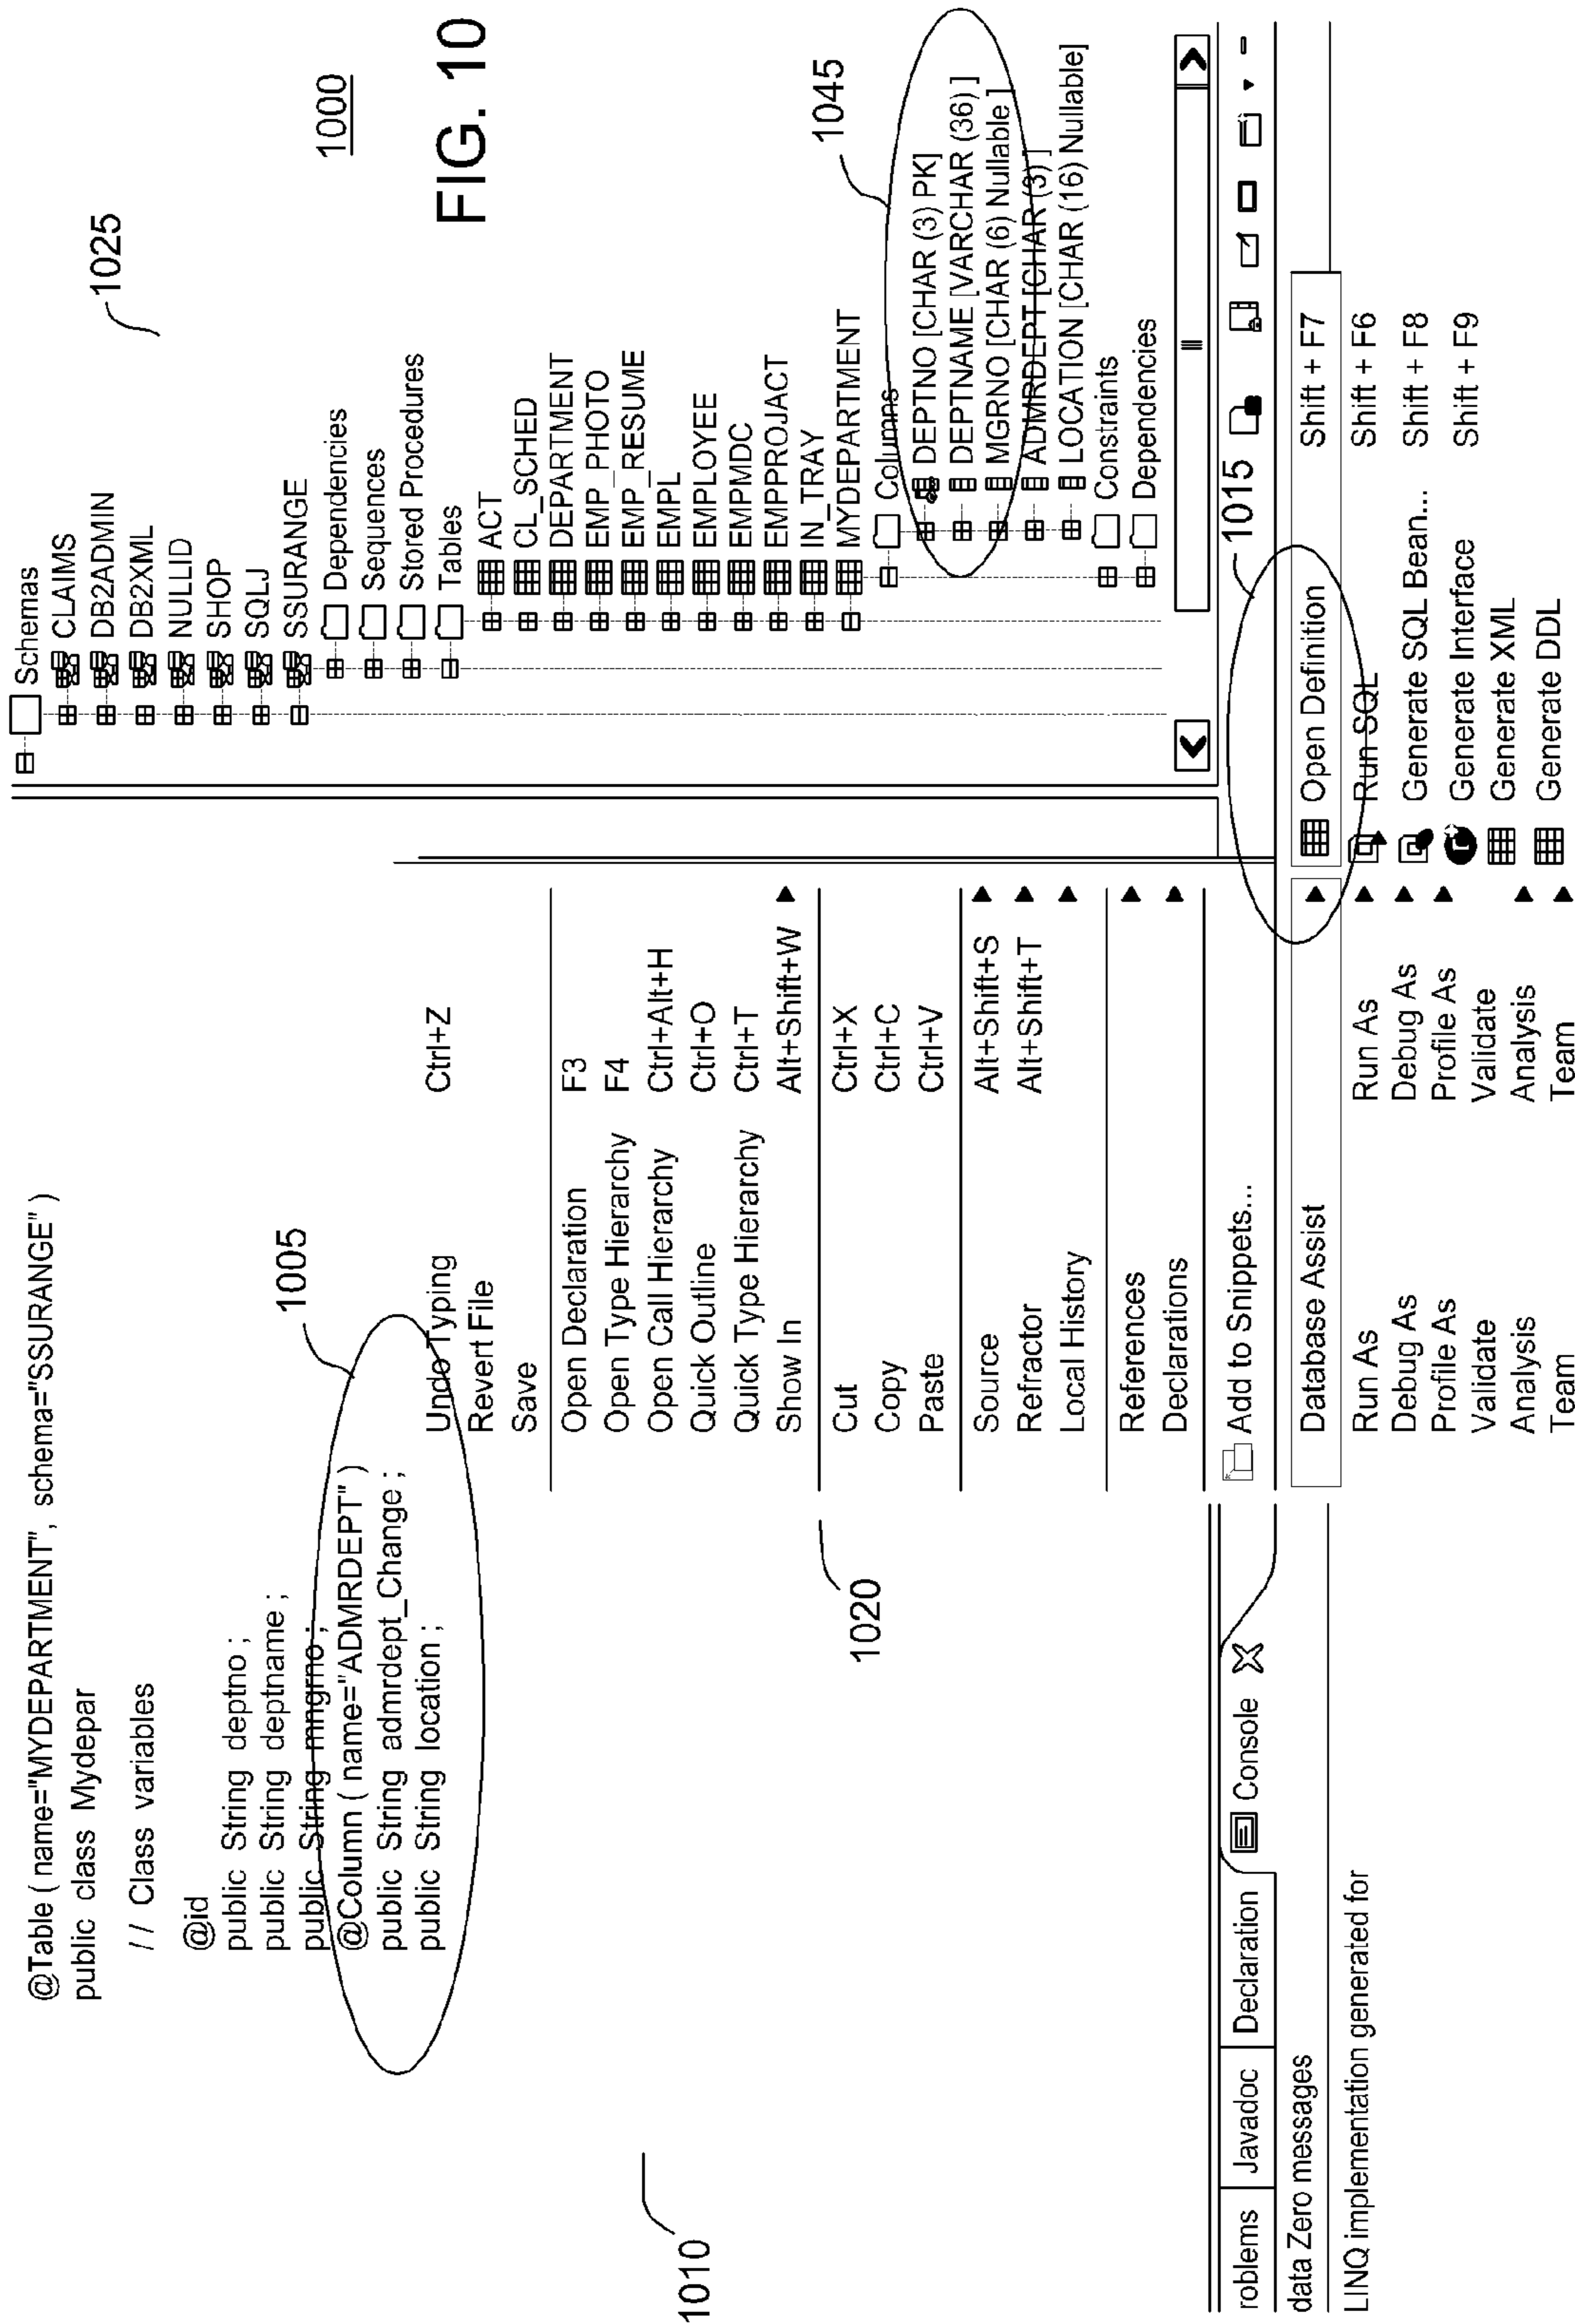 FIG. 10
1000
@Table ( name="MYDEPARTMENT", schema="SSURANGE" )
public class Mydepar
// Class variables
@id
public String deptno ;
public String deptname ;
public String mngrno ;
@Column ( name="ADMRDEPT" )
public String admrdept_Change ;
public String location ;
1005
1010
1020
Undo Typing Ctrl+Z
Revert File
Save
Open Declaration F3
Open Type Hierarchy F4
Open Call Hierarchy Ctrl+Alt+H
Quick Outline Ctrl+O
Quick Type Hierarchy Ctrl+T
Show In Alt+Shift+W
Cut Ctrl+X
Copy Ctrl+C
Paste Ctrl+V
Source Alt+Shift+S
Refractor Alt+Shift+T
Local History
References
Declarations
Add to Snippets...
Database Assist
Run As Run As
Debug As Debug As
Profile As Profile As
Validate Validate
Analysis Analysis
Team Team
1015
Open Definition Shift + F7
Run SQL Shift + F6
Generate SQL Bean... Shift + F8
Generate Interface Shift + F9
Generate XML
Generate DDL
1025
Schemas
CLAIMS
DB2ADMIN
DB2XML
NULLID
SHOP
SQLJ
SSURANGE
Dependencies
Sequences
Stored Procedures
Tables
ACT
CL_SCHED
DEPARTMENT
EMP_PHOTO
EMP_RESUME
EMPL
EMPLOYEE
EMPMDC
EMPPROJACT
IN_TRAY
MYDEPARTMENT
Columns
DEPTNO [CHAR (3) PK]
DEPTNAME [VARCHAR (36) ]
MGRNO [CHAR (6) Nullable ]
ADMRDEPT [CHAR (3) ]
LOCATION [CHAR (16) Nullable]
Constraints
Dependencies
1045
roblems Javadoc Declaration Console
data Zero messages
LINQ implementation generated for